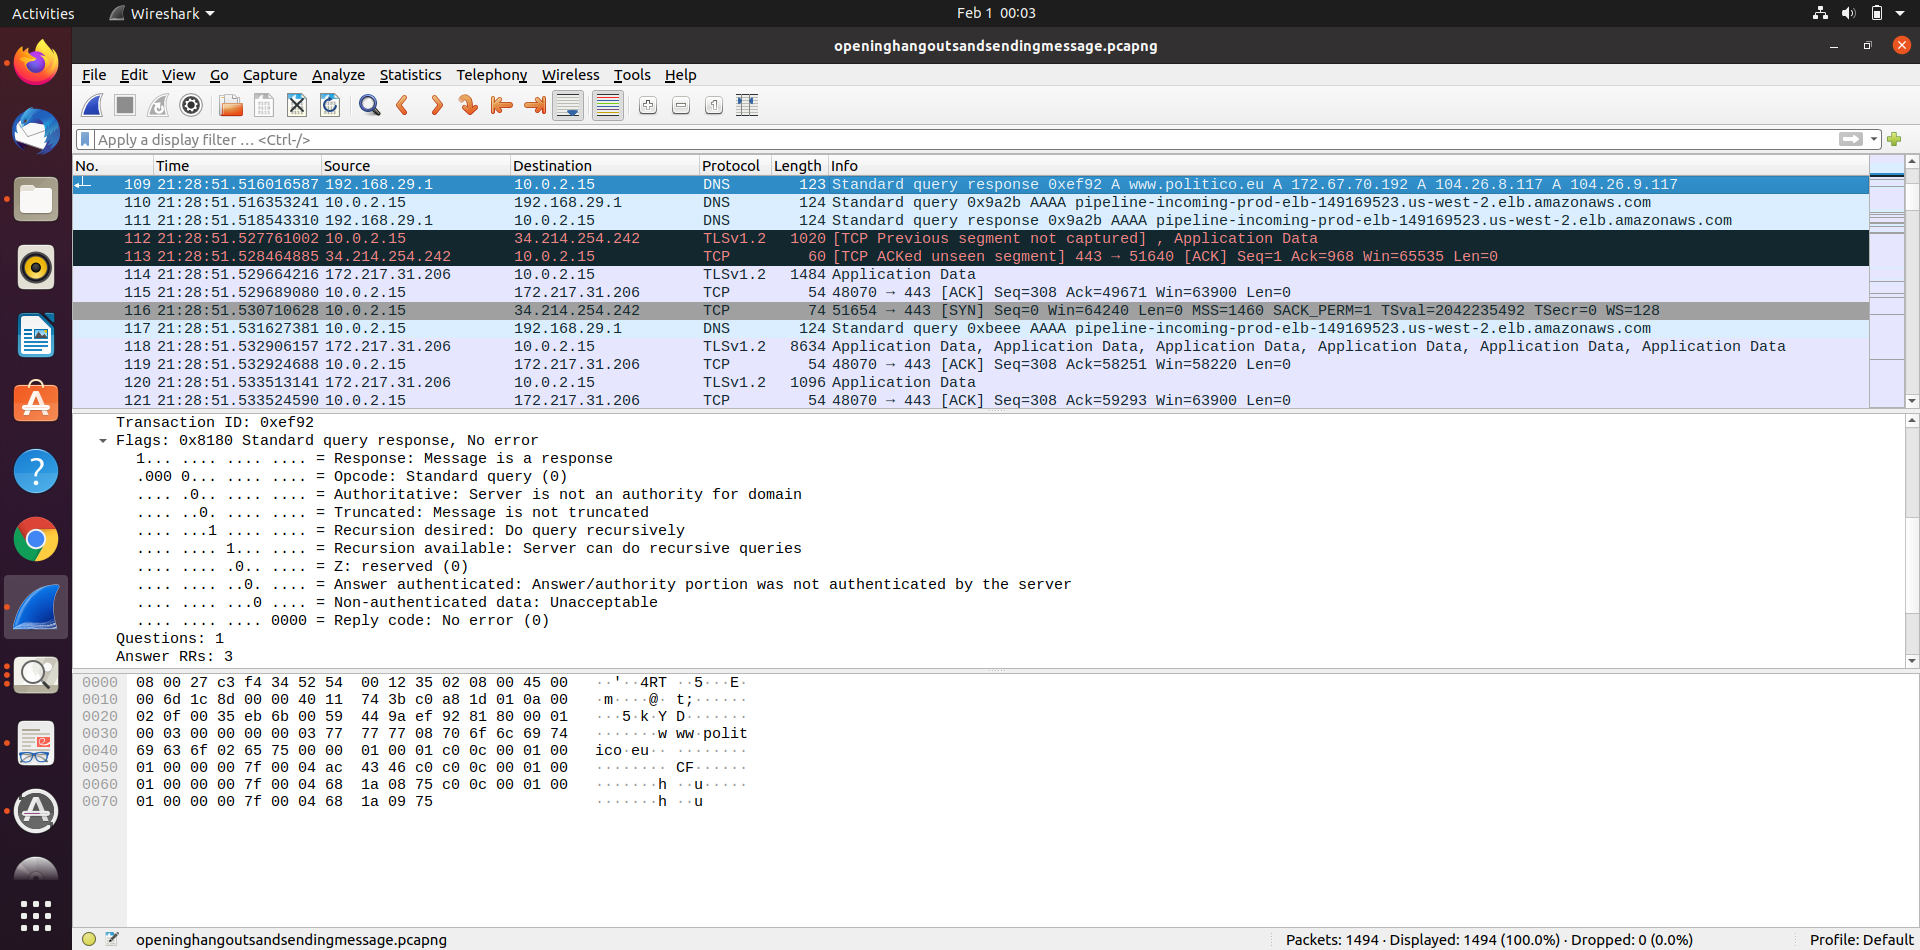 Activities Wireshark Feb 1 00:03
openinghangoutsandsendingmessage.pcapng
File Edit View Go Capture Analyze Statistics Telephony Wireless Tools Help
Apply a display filter … <Ctrl-/>
No. Time Source Destination Protocol Length Info
109 21:28:51.516016587 192.168.29.1 10.0.2.15 DNS 123 Standard query response 0xef92 A www.politico.eu A 172.67.70.192 A 104.26.8.117 A 104.26.9.117
110 21:28:51.516353241 10.0.2.15 192.168.29.1 DNS 124 Standard query 0x9a2b AAAA pipeline-incoming-prod-elb-149169523.us-west-2.elb.amazonaws.com
111 21:28:51.518543310 192.168.29.1 10.0.2.15 DNS 124 Standard query response 0x9a2b AAAA pipeline-incoming-prod-elb-149169523.us-west-2.elb.amazonaws.com
112 21:28:51.527761002 10.0.2.15 34.214.254.242 TLSv1.2 1020 [TCP Previous segment not captured] , Application Data
113 21:28:51.528464885 34.214.254.242 10.0.2.15 TCP 60 [TCP ACKed unseen segment] 443 → 51640 [ACK] Seq=1 Ack=968 Win=65535 Len=0
114 21:28:51.529664216 172.217.31.206 10.0.2.15 TLSv1.2 1484 Application Data
115 21:28:51.529689080 10.0.2.15 172.217.31.206 TCP 54 48070 → 443 [ACK] Seq=308 Ack=49671 Win=63900 Len=0
116 21:28:51.530710628 10.0.2.15 34.214.254.242 TCP 74 51654 → 443 [SYN] Seq=0 Win=64240 Len=0 MSS=1460 SACK_PERM=1 TSval=2042235492 TSecr=0 WS=128
117 21:28:51.531627381 10.0.2.15 192.168.29.1 DNS 124 Standard query 0xbeee AAAA pipeline-incoming-prod-elb-149169523.us-west-2.elb.amazonaws.com
118 21:28:51.532906157 172.217.31.206 10.0.2.15 TLSv1.2 8634 Application Data, Application Data, Application Data, Application Data, Application Data, Application Data
119 21:28:51.532924688 10.0.2.15 172.217.31.206 TCP 54 48070 → 443 [ACK] Seq=308 Ack=58251 Win=58220 Len=0
120 21:28:51.533513141 172.217.31.206 10.0.2.15 TLSv1.2 1096 Application Data
121 21:28:51.533524590 10.0.2.15 172.217.31.206 TCP 54 48070 → 443 [ACK] Seq=308 Ack=59293 Win=63900 Len=0
Transaction ID: 0xef92
Flags: 0x8180 Standard query response, No error
1... .... .... .... = Response: Message is a response
.000 0... .... .... = Opcode: Standard query (0)
.... .0.. .... .... = Authoritative: Server is not an authority for domain
.... ..0. .... .... = Truncated: Message is not truncated
.... ...1 .... .... = Recursion desired: Do query recursively
.... .... 1... .... = Recursion available: Server can do recursive queries
.... .... .0.. .... = Z: reserved (0)
.... .... ..0. .... = Answer authenticated: Answer/authority portion was not authenticated by the server
.... .... ...0 .... = Non-authenticated data: Unacceptable
.... .... .... 0000 = Reply code: No error (0)
Questions: 1
Answer RRs: 3
0000 08 00 27 c3 f4 34 52 54 00 12 35 02 08 00 45 00 ··'··4RT ··5···E·
0010 00 6d 1c 8d 00 00 40 11 74 3b c0 a8 1d 01 0a 00 ·m····@· t;······
0020 02 0f 00 35 eb 6b 00 59 44 9a ef 92 81 80 00 01 ···5·k·Y D·······
0030 00 03 00 00 00 00 03 77 77 77 08 70 6f 6c 69 74 ·······w ww·polit
0040 69 63 6f 02 65 75 00 00 01 00 01 c0 0c 00 01 00 ico·eu·· ········
0050 01 00 00 00 7f 00 04 ac 43 46 c0 c0 0c 00 01 00 ········ CF······
0060 01 00 00 00 7f 00 04 68 1a 08 75 c0 0c 00 01 00 ·······h ··u·····
0070 01 00 00 00 7f 00 04 68 1a 09 75 ·······h ··u
openinghangoutsandsendingmessage.pcapng Packets: 1494 · Displayed: 1494 (100.0%) · Dropped: 0 (0.0%) Profile: Default